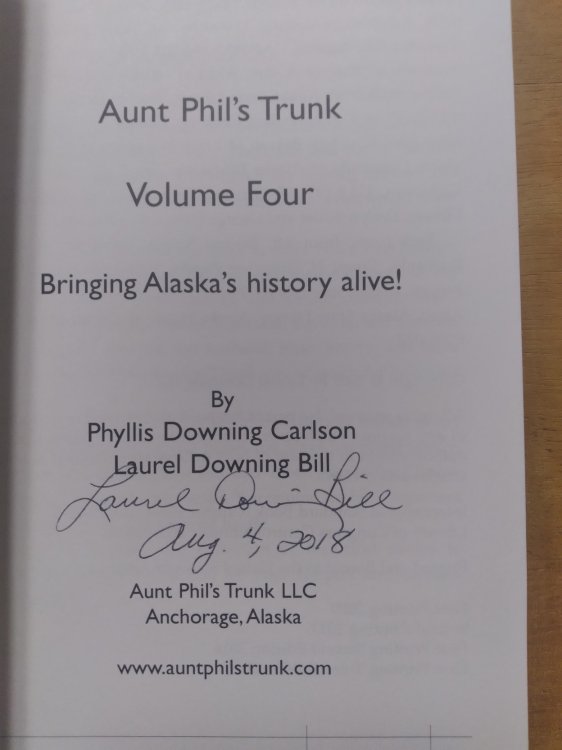 Aunt Phil's Trunk
Volume Four
Bringing Alaska's history alive!
By
Phyllis Downing Carlson
Laurel Downing Bill
Laurel Downing Bill
Aug. 4, 2018
Aunt Phil's Trunk LLC
Anchorage, Alaska
www.auntphilstrunk.com